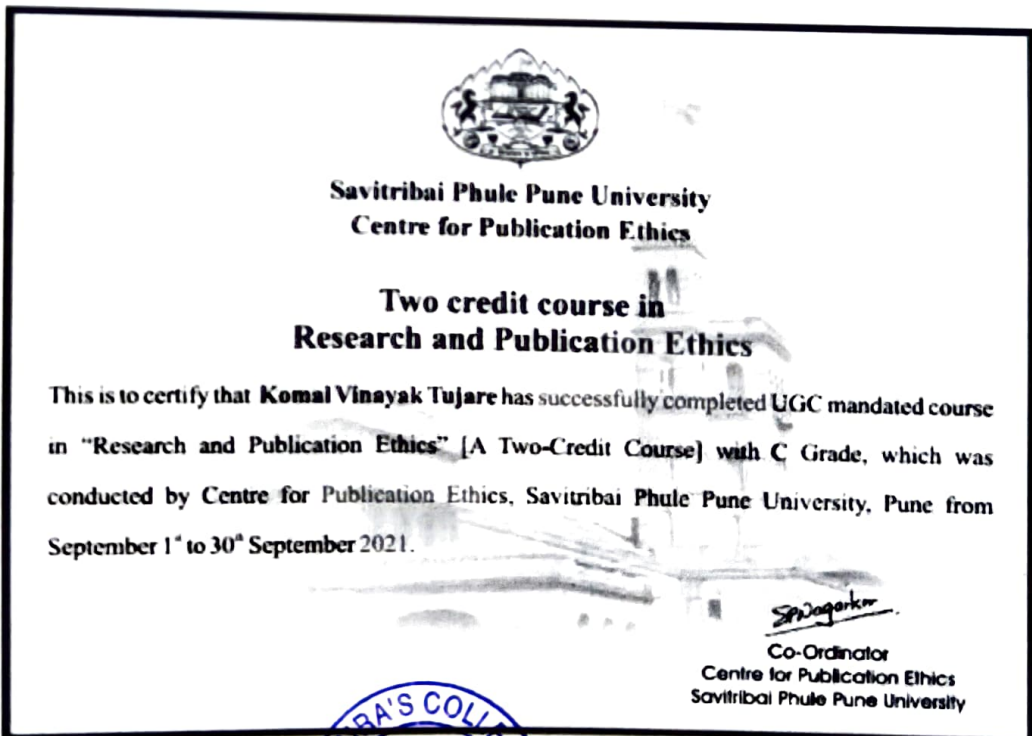 Savitribai Phule Pune University
Centre for Publication Ethics
Two credit course in
Research and Publication Ethics
This is to certify that Komal Vinayak Tujare has successfully completed UGC mandated course
in “Research and Publication Ethics” [A Two-Credit Course] with C Grade, which was
conducted by Centre for Publication Ethics, Savitribai Phule Pune University, Pune from
September 1st to 30th September 2021.
Co-Ordinator
Centre for Publication Ethics
Savitribai Phule Pune University
BA'S COLL